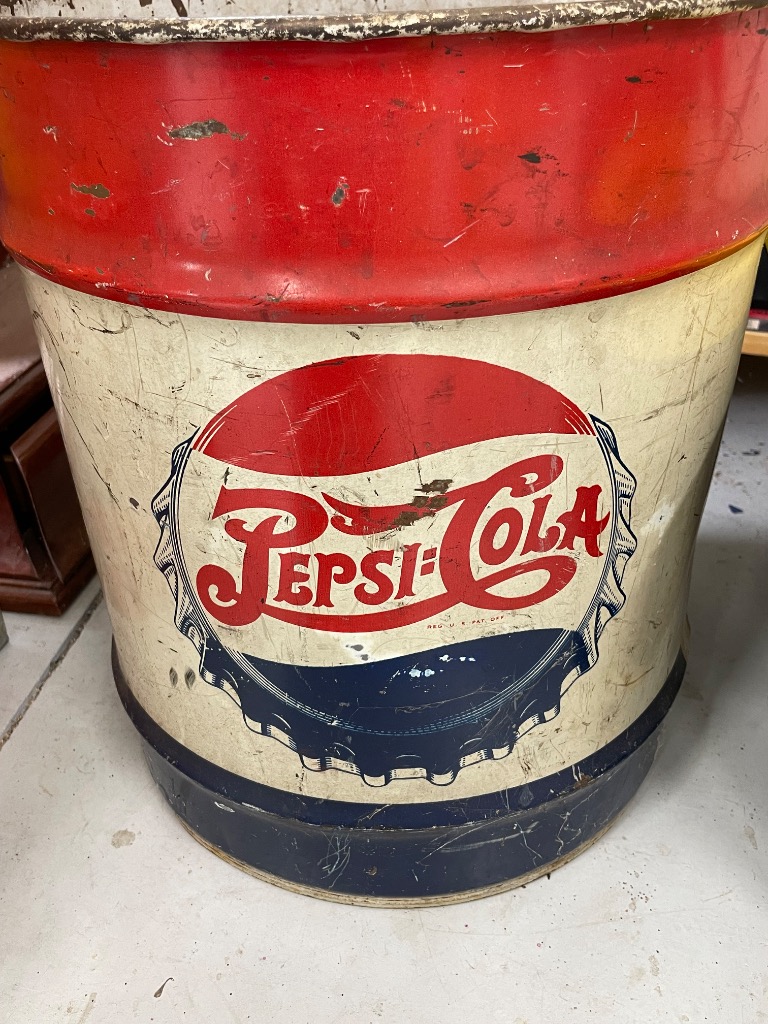 PEPSI=COLA
REG. U.S. PAT. OFF.